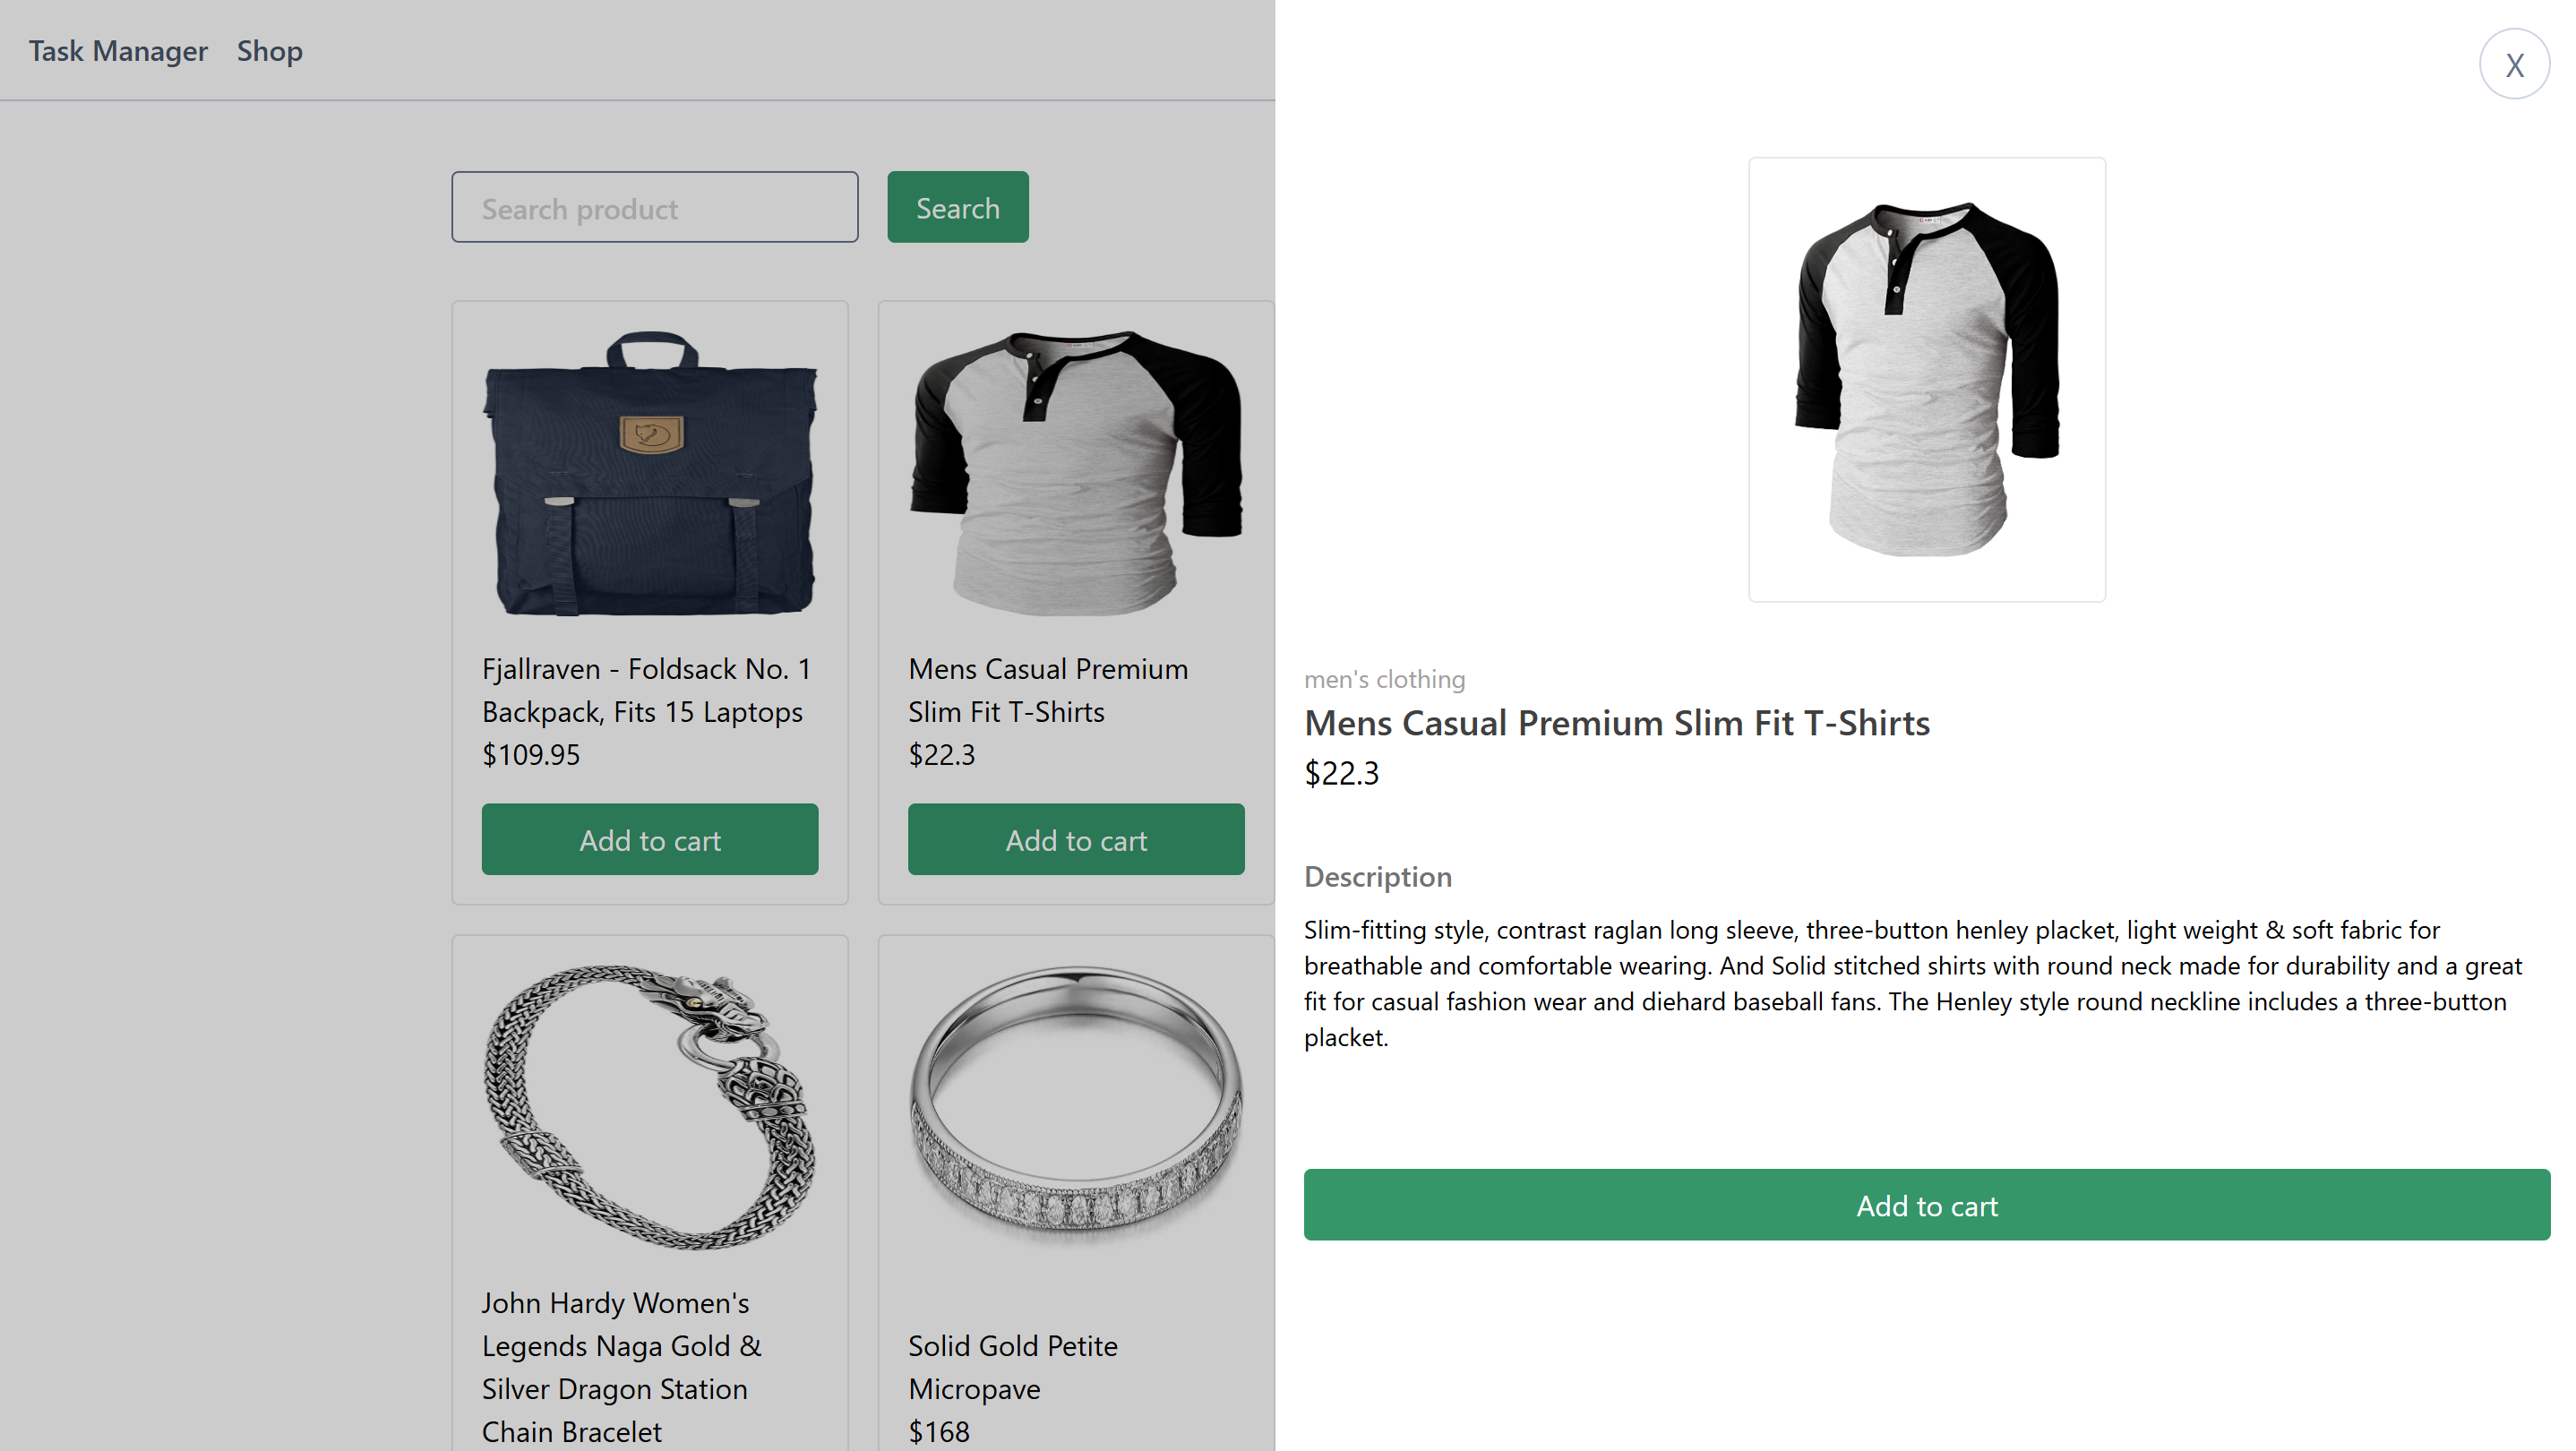 Task Manager Shop
Search product
Search
Fjallraven - Foldsack No. 1
Backpack, Fits 15 Laptops
$109.95
Add to cart
Mens Casual Premium
Slim Fit T-Shirts
$22.3
Add to cart
John Hardy Women's
Legends Naga Gold &
Silver Dragon Station
Chain Bracelet
Solid Gold Petite
Micropave
$168
X
men's clothing
Mens Casual Premium Slim Fit T-Shirts
$22.3
Description
Slim-fitting style, contrast raglan long sleeve, three-button henley placket, light weight & soft fabric for
breathable and comfortable wearing. And Solid stitched shirts with round neck made for durability and a great
fit for casual fashion wear and diehard baseball fans. The Henley style round neckline includes a three-button
placket.
Add to cart